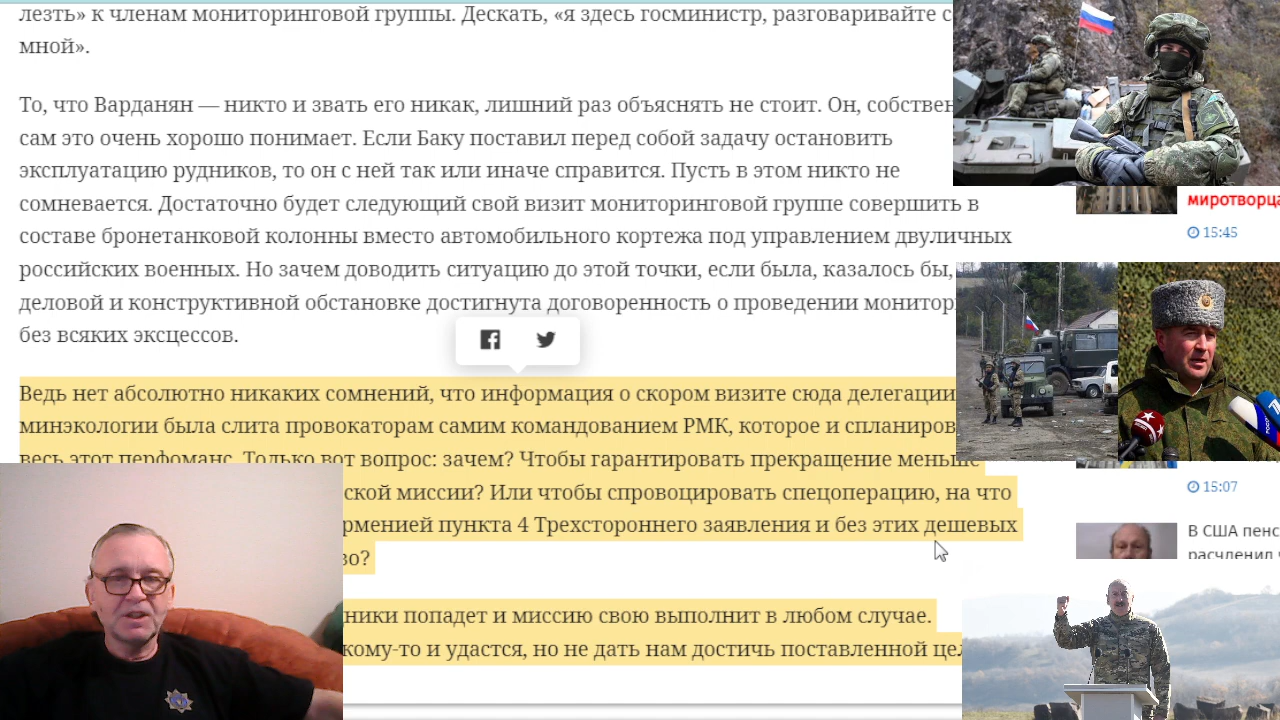 лезть» к членам мониторинговой группы. Дескать, «я здесь госминистр, разговаривайте с
мной».
То, что Варданян — никто и звать его никак, лишний раз объяснять не стоит. Он, собствен
сам это очень хорошо понимает. Если Баку поставил перед собой задачу остановить
эксплуатацию рудников, то он с ней так или иначе справится. Пусть в этом никто не
сомневается. Достаточно будет следующий свой визит мониторинговой группе совершить в
составе бронетанковой колонны вместо автомобильного кортежа под управлением двуличных
российских военных. Но зачем доводить ситуацию до этой точки, если была, казалось бы,
деловой и конструктивной обстановке достигнута договоренность о проведении монитор
без всяких эксцессов.
Ведь нет абсолютно никаких сомнений, что информация о скором визите сюда делегации
минэкологии была слита провокаторам самим командованием РМК, которое и спланиров
весь этот перфоманс. Только вот вопрос: зачем? Чтобы гарантировать прекращение меньше
ской миссии? Или чтобы спровоцировать спецоперацию, на что
рменией пункта 4 Трехстороннего заявления и без этих дешевых
во?
ники попадет и миссию свою выполнит в любом случае.
кому-то и удастся, но не дать нам достичь поставленной цел
миротворца
15:45
15:07
В США пенс
расчленил